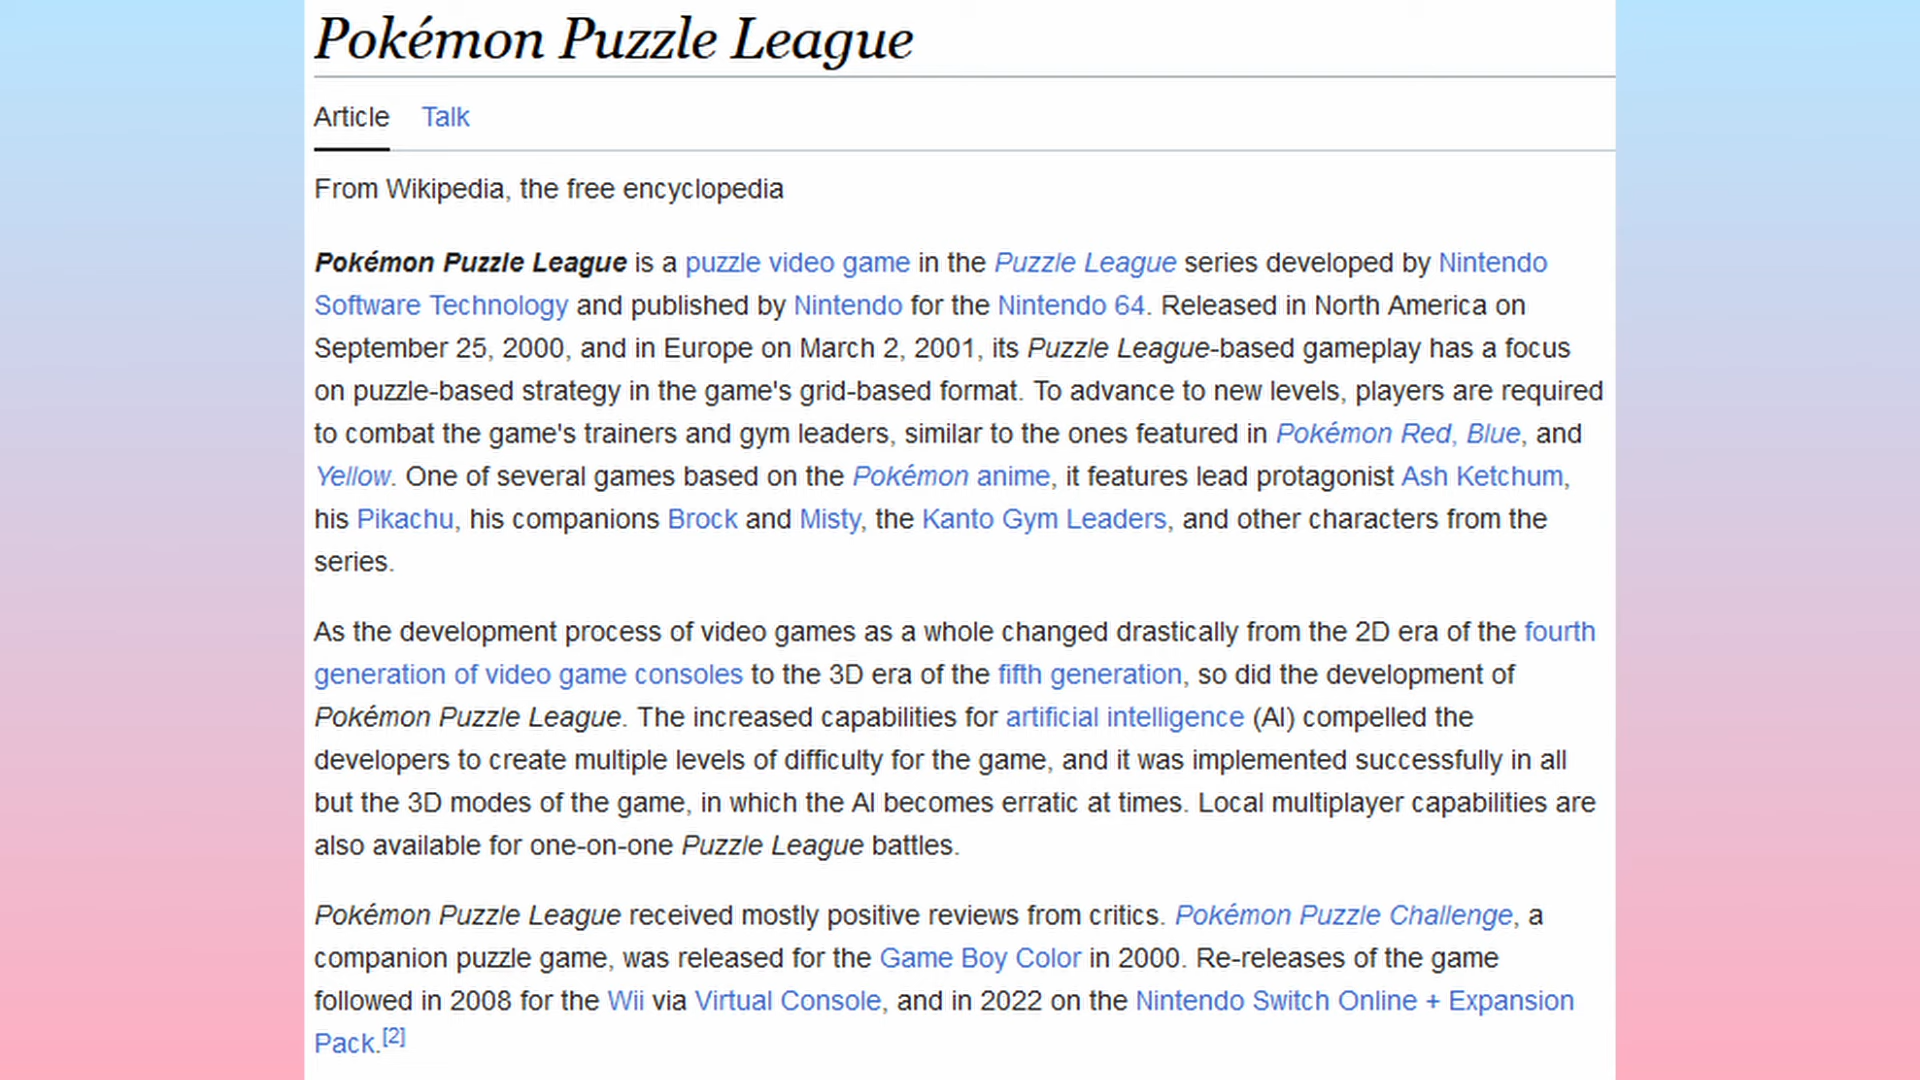 Pokémon Puzzle League
Article Talk
From Wikipedia, the free encyclopedia
Pokémon Puzzle League is a puzzle video game in the Puzzle League series developed by Nintendo
Software Technology and published by Nintendo for the Nintendo 64. Released in North America on
September 25, 2000, and in Europe on March 2, 2001, its Puzzle League-based gameplay has a focus
on puzzle-based strategy in the game's grid-based format. To advance to new levels, players are required
to combat the game's trainers and gym leaders, similar to the ones featured in Pokémon Red, Blue, and
Yellow. One of several games based on the Pokémon anime, it features lead protagonist Ash Ketchum,
his Pikachu, his companions Brock and Misty, the Kanto Gym Leaders, and other characters from the
series.
As the development process of video games as a whole changed drastically from the 2D era of the fourth
generation of video game consoles to the 3D era of the fifth generation, so did the development of
Pokémon Puzzle League. The increased capabilities for artificial intelligence (AI) compelled the
developers to create multiple levels of difficulty for the game, and it was implemented successfully in all
but the 3D modes of the game, in which the AI becomes erratic at times. Local multiplayer capabilities are
also available for one-on-one Puzzle League battles.
Pokémon Puzzle League received mostly positive reviews from critics. Pokémon Puzzle Challenge, a
companion puzzle game, was released for the Game Boy Color in 2000. Re-releases of the game
followed in 2008 for the Wii via Virtual Console, and in 2022 on the Nintendo Switch Online + Expansion
Pack.[2]